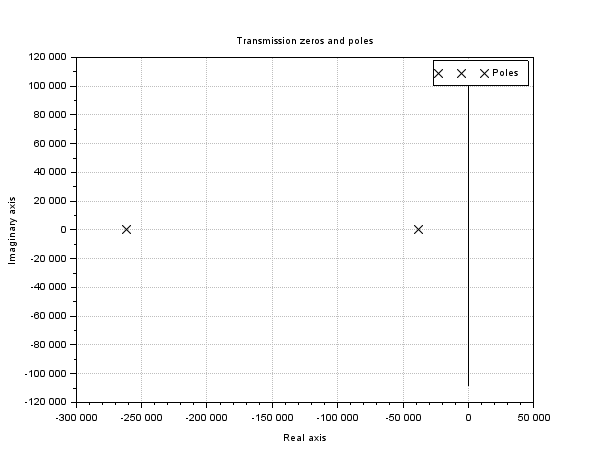 Transmission zeros and poles
120 000
100 000
80 000
60 000
40 000
20 000
0
-20 000
-40 000
-60 000
-80 000
-100 000
-120 000
Imaginary axis
Poles
-300 000 -250 000 -200 000 -150 000 -100 000 -50 000 0 50 000
Real axis